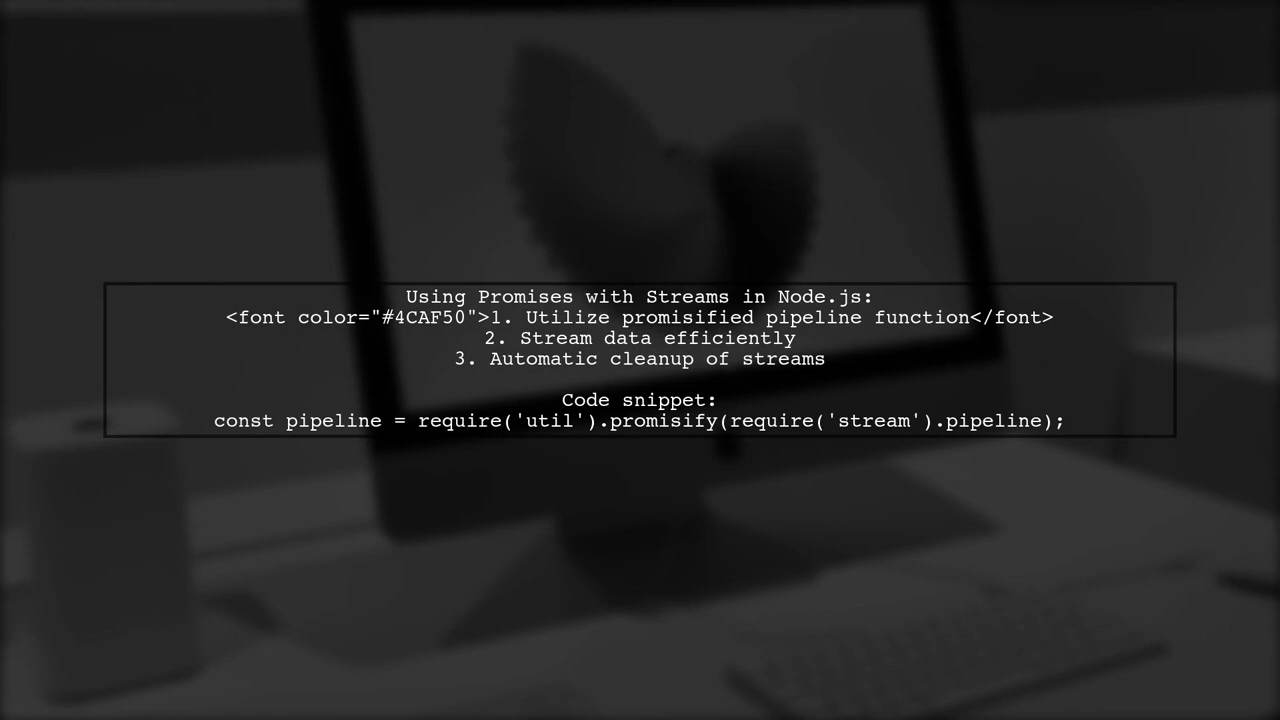 Using Promises with Streams in Node.js:
<font color="#4CAF50">1. Utilize promisified pipeline function</font>
2. Stream data efficiently
3. Automatic cleanup of streams
Code snippet:
const pipeline = require('util').promisify(require('stream').pipeline);